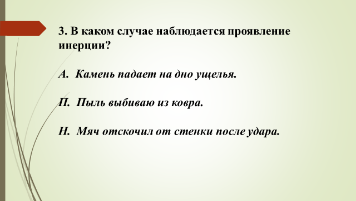 3. В каком случае наблюдается проявление
инерции?
А. Камень падает на дно ущелья.
П. Пыль выбиваю из ковра.
Н. Мяч отскочил от стенки после удара.